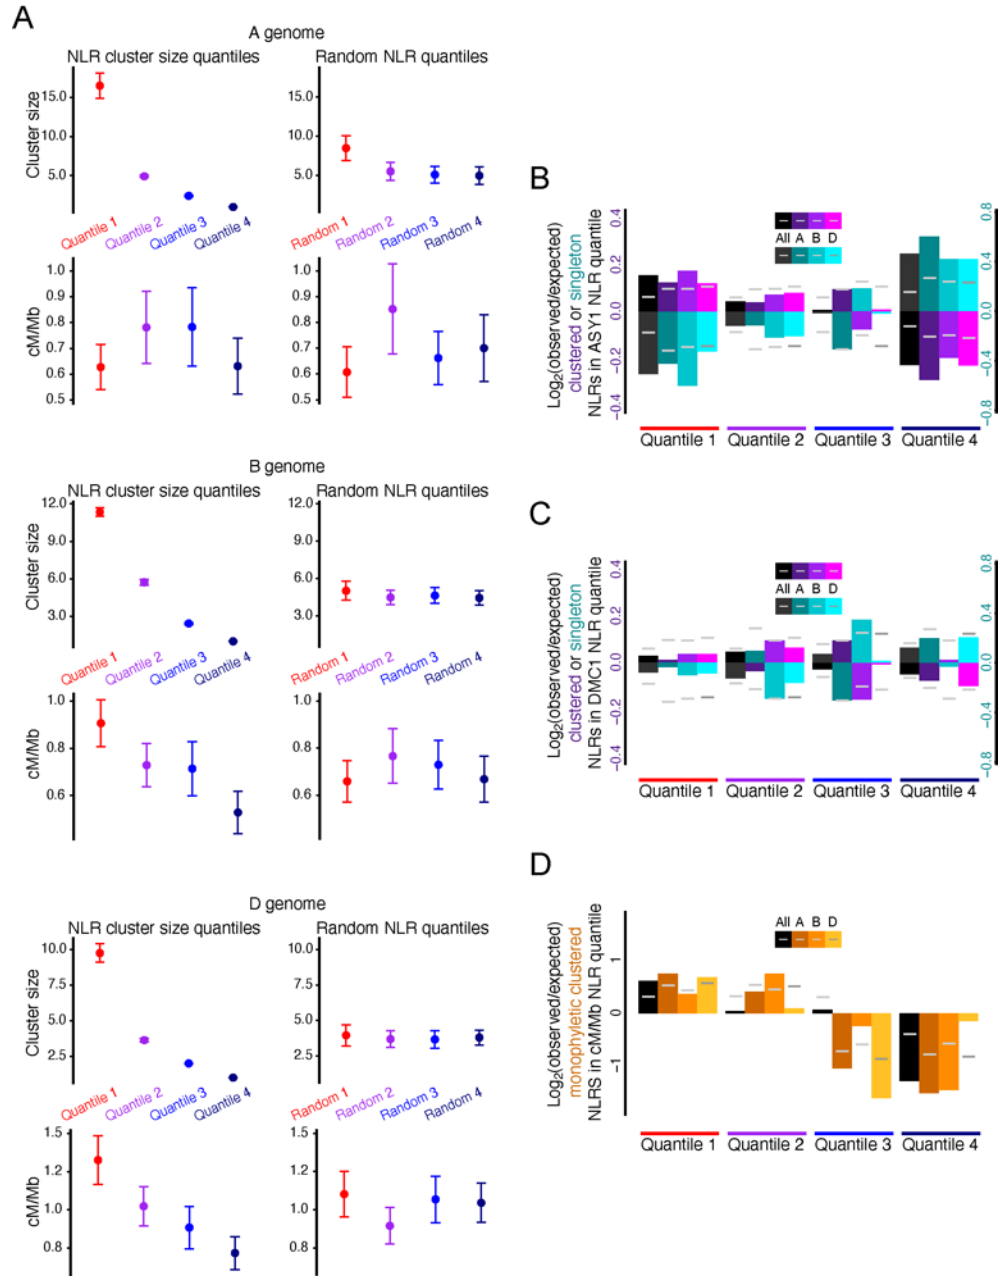 A
A genome
NLR cluster size quantiles
Random NLR quantiles
Cluster size
15.0
10.0
5.0
15.0
10.0
5.0
Quantile 1
Quantile 2
Quantile 3
Quantile 4
Random 1
Random 2
Random 3
Random 4
cM/Mb
1.0
0.9
0.8
0.7
0.6
0.5
1.0
0.9
0.8
0.7
0.6
0.5
B genome
NLR cluster size quantiles
Random NLR quantiles
Cluster size
12.0
9.0
6.0
3.0
12.0
9.0
6.0
3.0
Quantile 1
Quantile 2
Quantile 3
Quantile 4
Random 1
Random 2
Random 3
Random 4
cM/Mb
1.0
0.8
0.6
1.0
0.8
0.6
D genome
NLR cluster size quantiles
Random NLR quantiles
Cluster size
10.0
7.5
5.0
2.5
10.0
7.5
5.0
2.5
Quantile 1
Quantile 2
Quantile 3
Quantile 4
Random 1
Random 2
Random 3
Random 4
cM/Mb
1.5
1.2
1.0
0.8
1.5
1.2
1.0
0.8
B
Log2(observed/expected)
clustered or singleton
NLRs in ASY1 NLR quantile
0.4
0.2
0.0
−0.2
−0.4
All A B D
0.8
0.4
0.0
−0.4
−0.8
Quantile 1
Quantile 2
Quantile 3
Quantile 4
C
Log2(observed/expected)
clustered or singleton
NLRs in DMC1 NLR quantile
0.4
0.2
0.0
−0.2
−0.4
All A B D
0.8
0.4
0.0
−0.4
−0.8
Quantile 1
Quantile 2
Quantile 3
Quantile 4
D
Log2(observed/expected)
monophyletic clustered
NLRS in cM/Mb NLR quantile
1
0
−1
All A B D
Quantile 1
Quantile 2
Quantile 3
Quantile 4